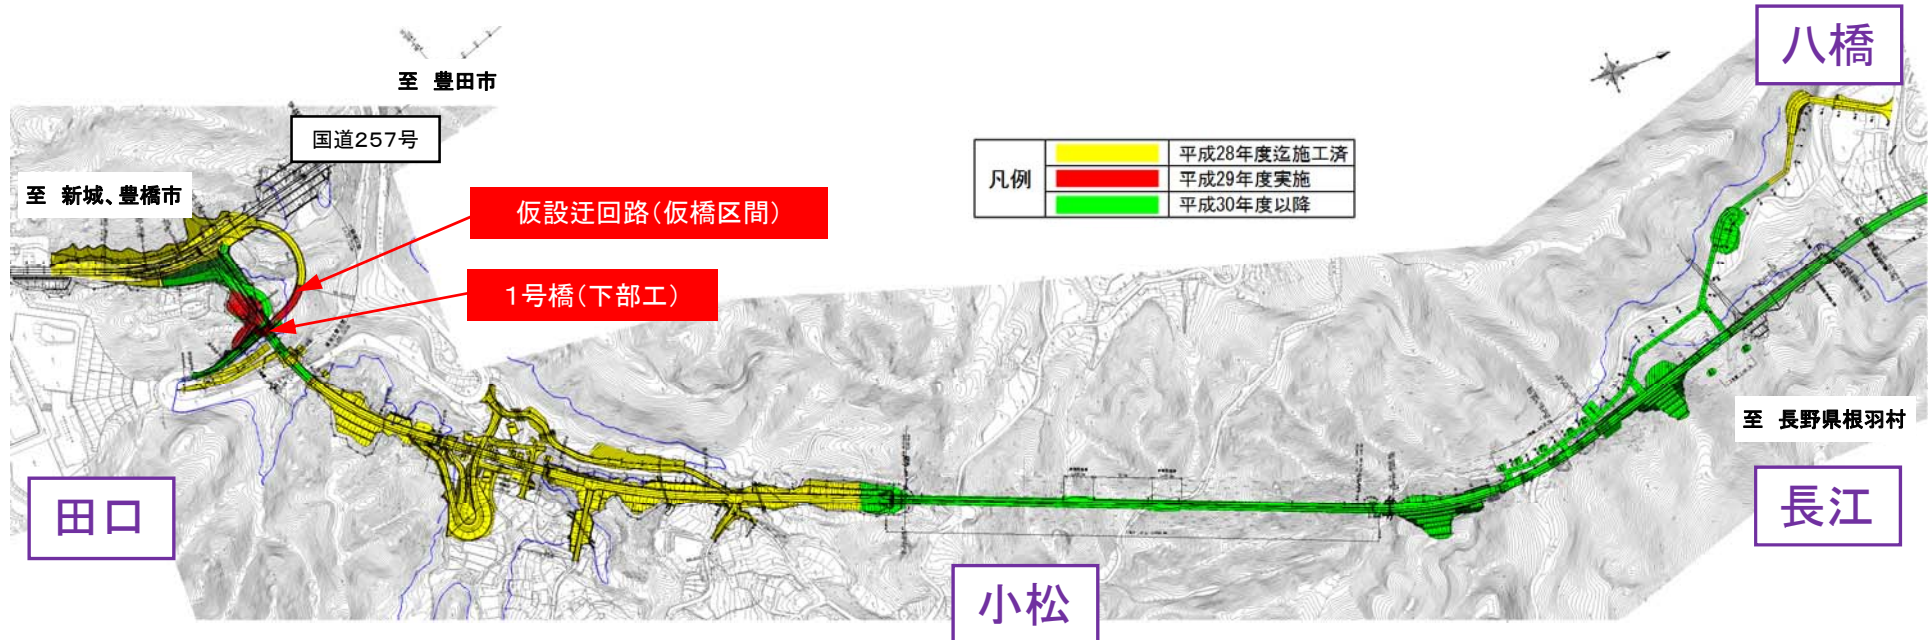 八橋
至 豊田市
国道257号
至 新城、豊橋市
仮設迂回路(仮橋区間)
1号橋(下部工)
凡例
平成28年度迄施工済
平成29年度実施
平成30年度以降
至 長野県根羽村
田口
長江
小松